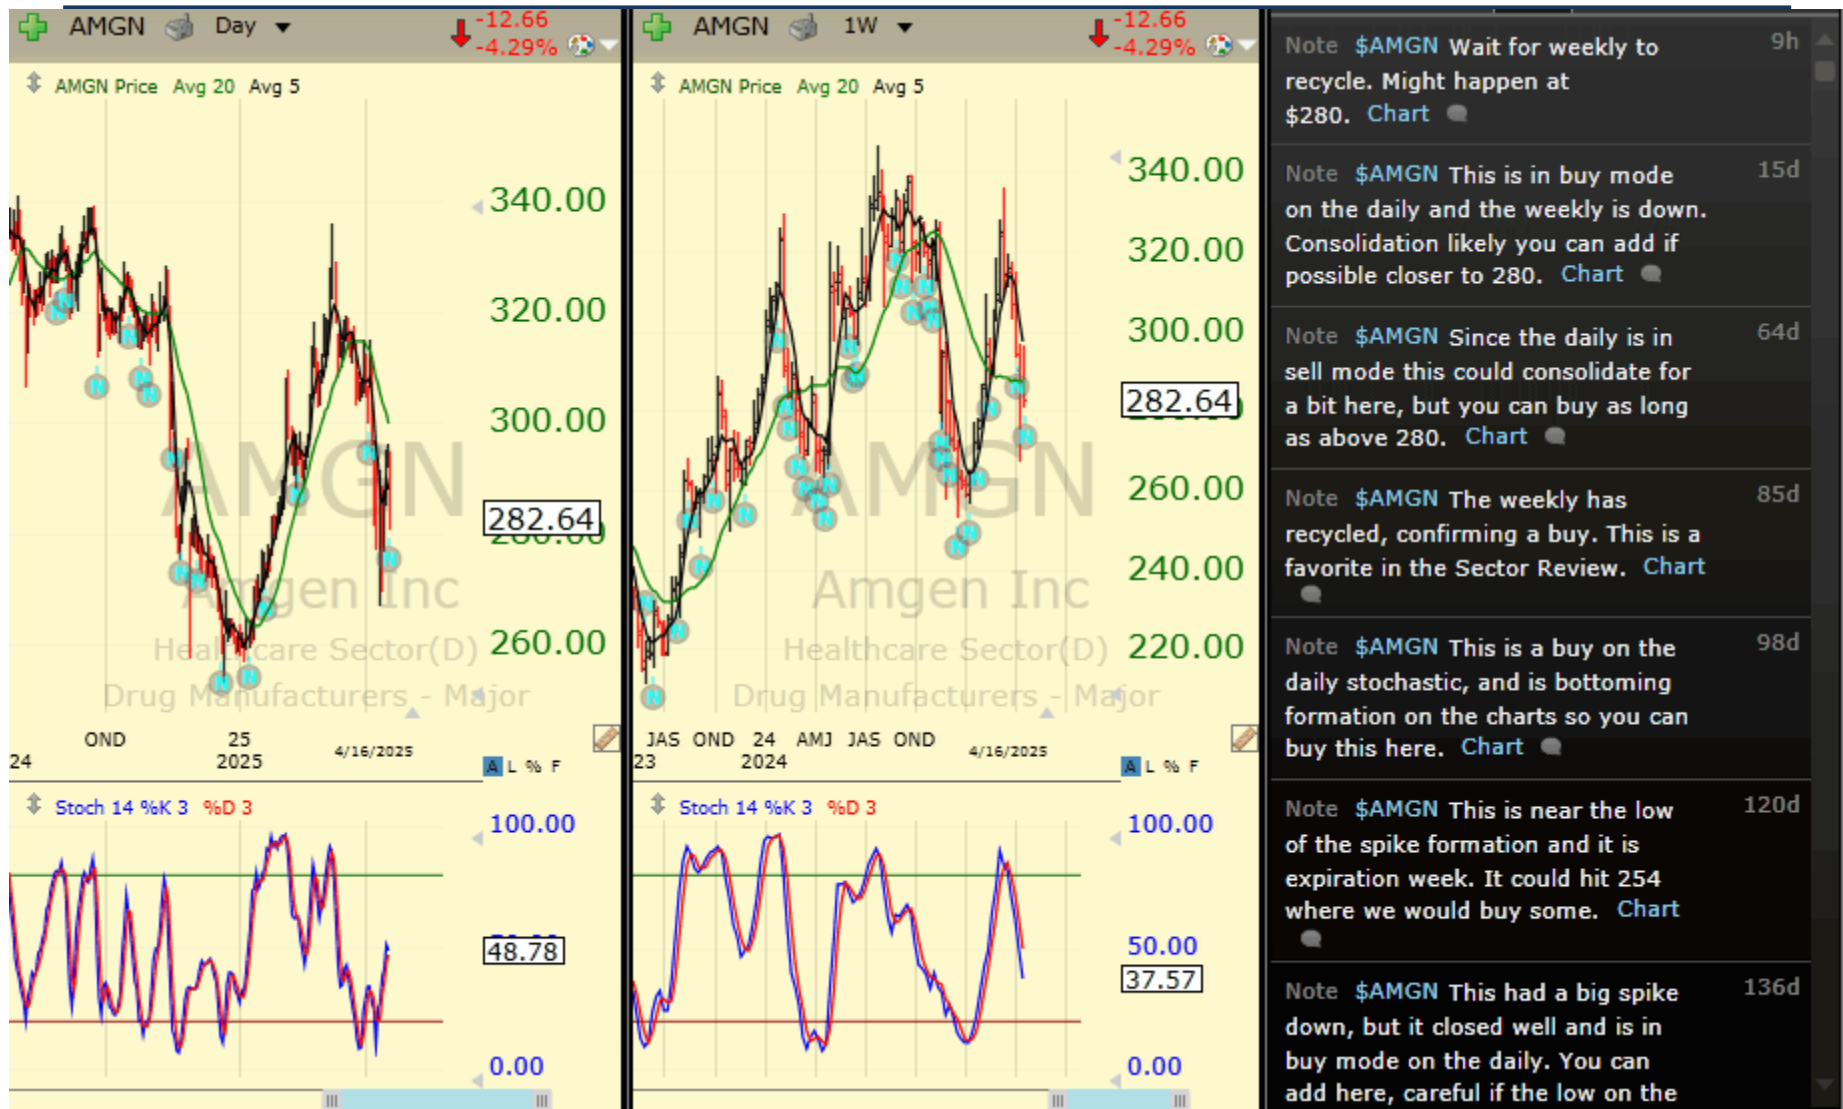 AMGN Day
-12.66
-4.29%
AMGN Price Avg 20 Avg 5
340.00
320.00
300.00
282.64
260.00
AMGN
Amgen Inc
Healthcare Sector(D)
Drug Manufacturers - Major
OND 25
24 2025 4/16/2025
A L % F
Stoch 14 %K 3 %D 3
100.00
48.78
0.00
AMGN 1W
-12.66
-4.29%
AMGN Price Avg 20 Avg 5
340.00
320.00
300.00
282.64
260.00
240.00
220.00
AMGN
Amgen Inc
Healthcare Sector(D)
Drug Manufacturers - Major
JAS OND 24 AMJ JAS OND
23 2024 4/16/2025
A L % F
Stoch 14 %K 3 %D 3
100.00
50.00
37.57
0.00
Note $AMGN Wait for weekly to 9h
recycle. Might happen at
$280. Chart
Note $AMGN This is in buy mode 15d
on the daily and the weekly is down.
Consolidation likely you can add if
possible closer to 280. Chart
Note $AMGN Since the daily is in 64d
sell mode this could consolidate for
a bit here, but you can buy as long
as above 280. Chart
Note $AMGN The weekly has 85d
recycled, confirming a buy. This is a
favorite in the Sector Review. Chart
Note $AMGN This is a buy on the 98d
daily stochastic, and is bottoming
formation on the charts so you can
buy this here. Chart
Note $AMGN This is near the low 120d
of the spike formation and it is
expiration week. It could hit 254
where we would buy some. Chart
Note $AMGN This had a big spike 136d
down, but it closed well and is in
buy mode on the daily. You can
add here, careful if the low on the